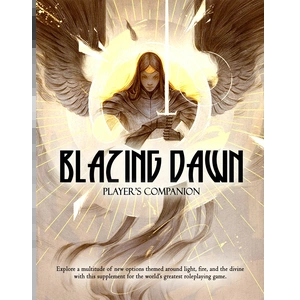 BLAZING DAWN
PLAYER'S COMPANION
Explore a multitude of new options themed around light, fire, and the divine
with this supplement for the world's greatest roleplaying game.